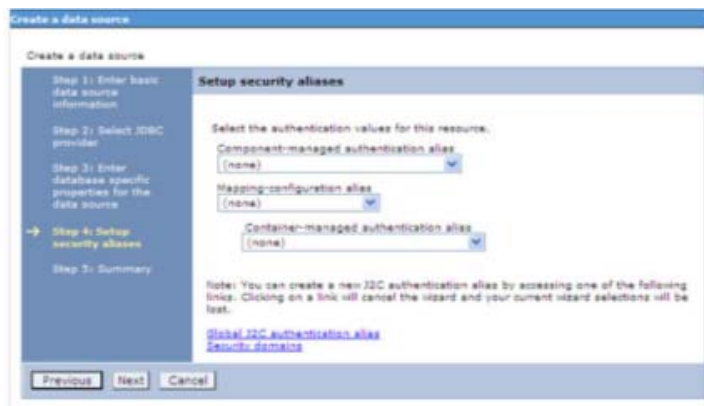 Create a data source
Create a data source
Step 1: Enter basic
data source
information
Step 2: Select JDBC
provider
Step 3: Enter
database specific
properties for the
data source
Step 4: Setup
security aliases
Step 5: Summary
Setup security aliases
Select the authentication values for this resource.
Component-managed authentication alias
(none)
Mapping-configuration alias
(none)
Container-managed authentication alias
(none)
Note: You can create a new J2C authentication alias by accessing one of the following
links. Clicking on a link will cancel the wizard and your current wizard selections will be
lost.
Global J2C authentication alias
Security domains
Previous Next Cancel